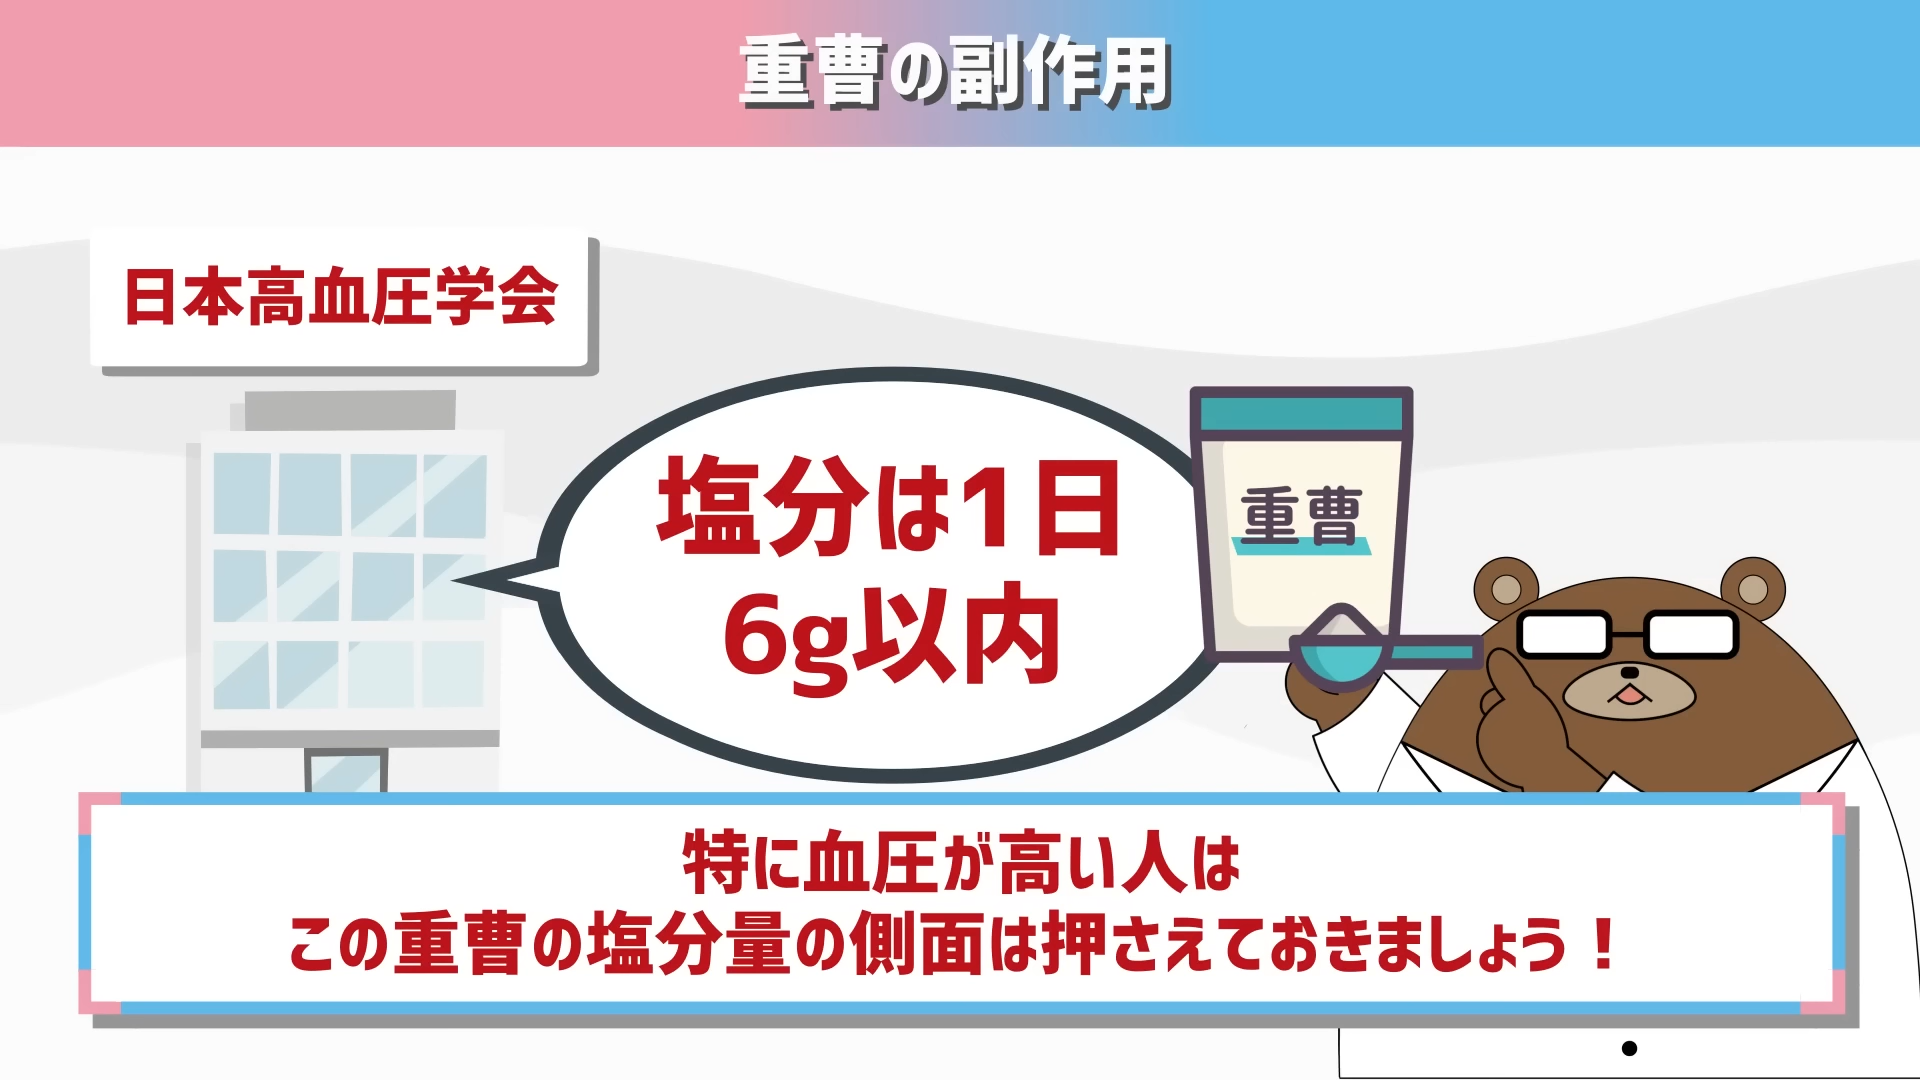 重曹の副作用
日本高血圧学会
塩分は1日
6g以内
重曹
特に血圧が高い人は
この重曹の塩分量の側面は押さえておきましょう！